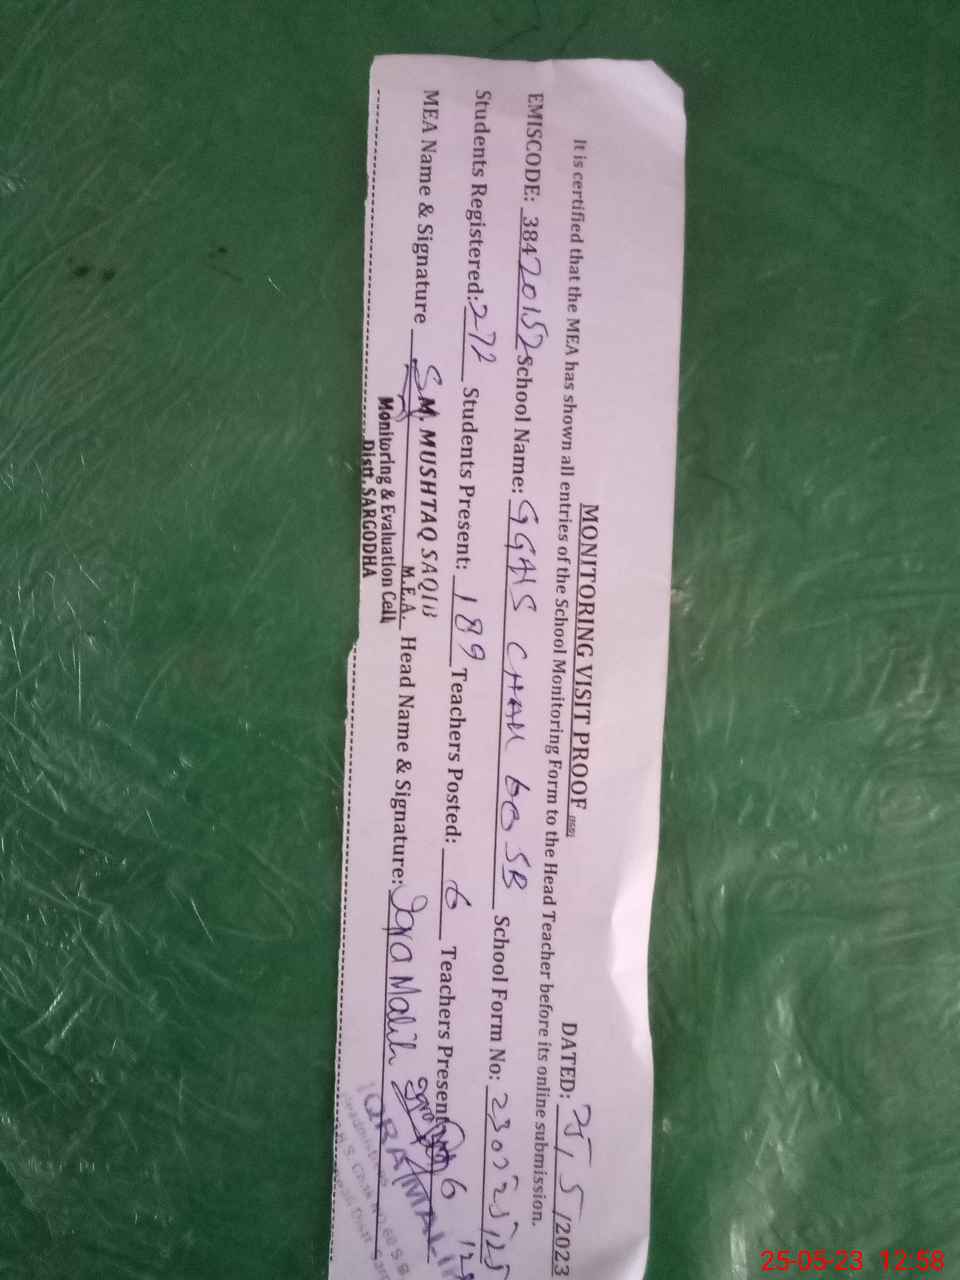 MONITORING VISIT PROOF
DATED: 25/5/2023
It is certified that the MEA has shown all entries of the School Monitoring Form to the Head Teacher before its online submission.
EMISCODE: 38420152 School Name: GGHS CHAK 60 SB School Form No:
Students Registered: 272 Students Present: 189 Teachers Posted: 6 Teachers Present 6
MEA Name & Signature S.M. MUSHTAQ SAQIB Head Name & Signature: Iqra Malik
M.E.A.
Monitoring & Evaluation Cell
Distt. SARGODHA
IQRA MALIK
25-05-23 12:58